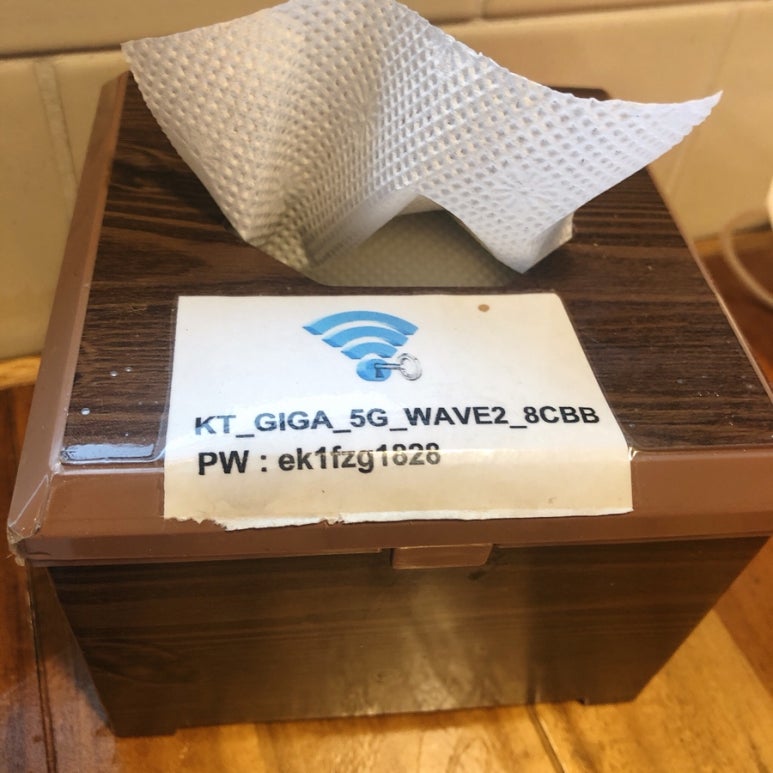 KT_GIGA_5G_WAVE2_8CBB
PW : ek1fzg1828